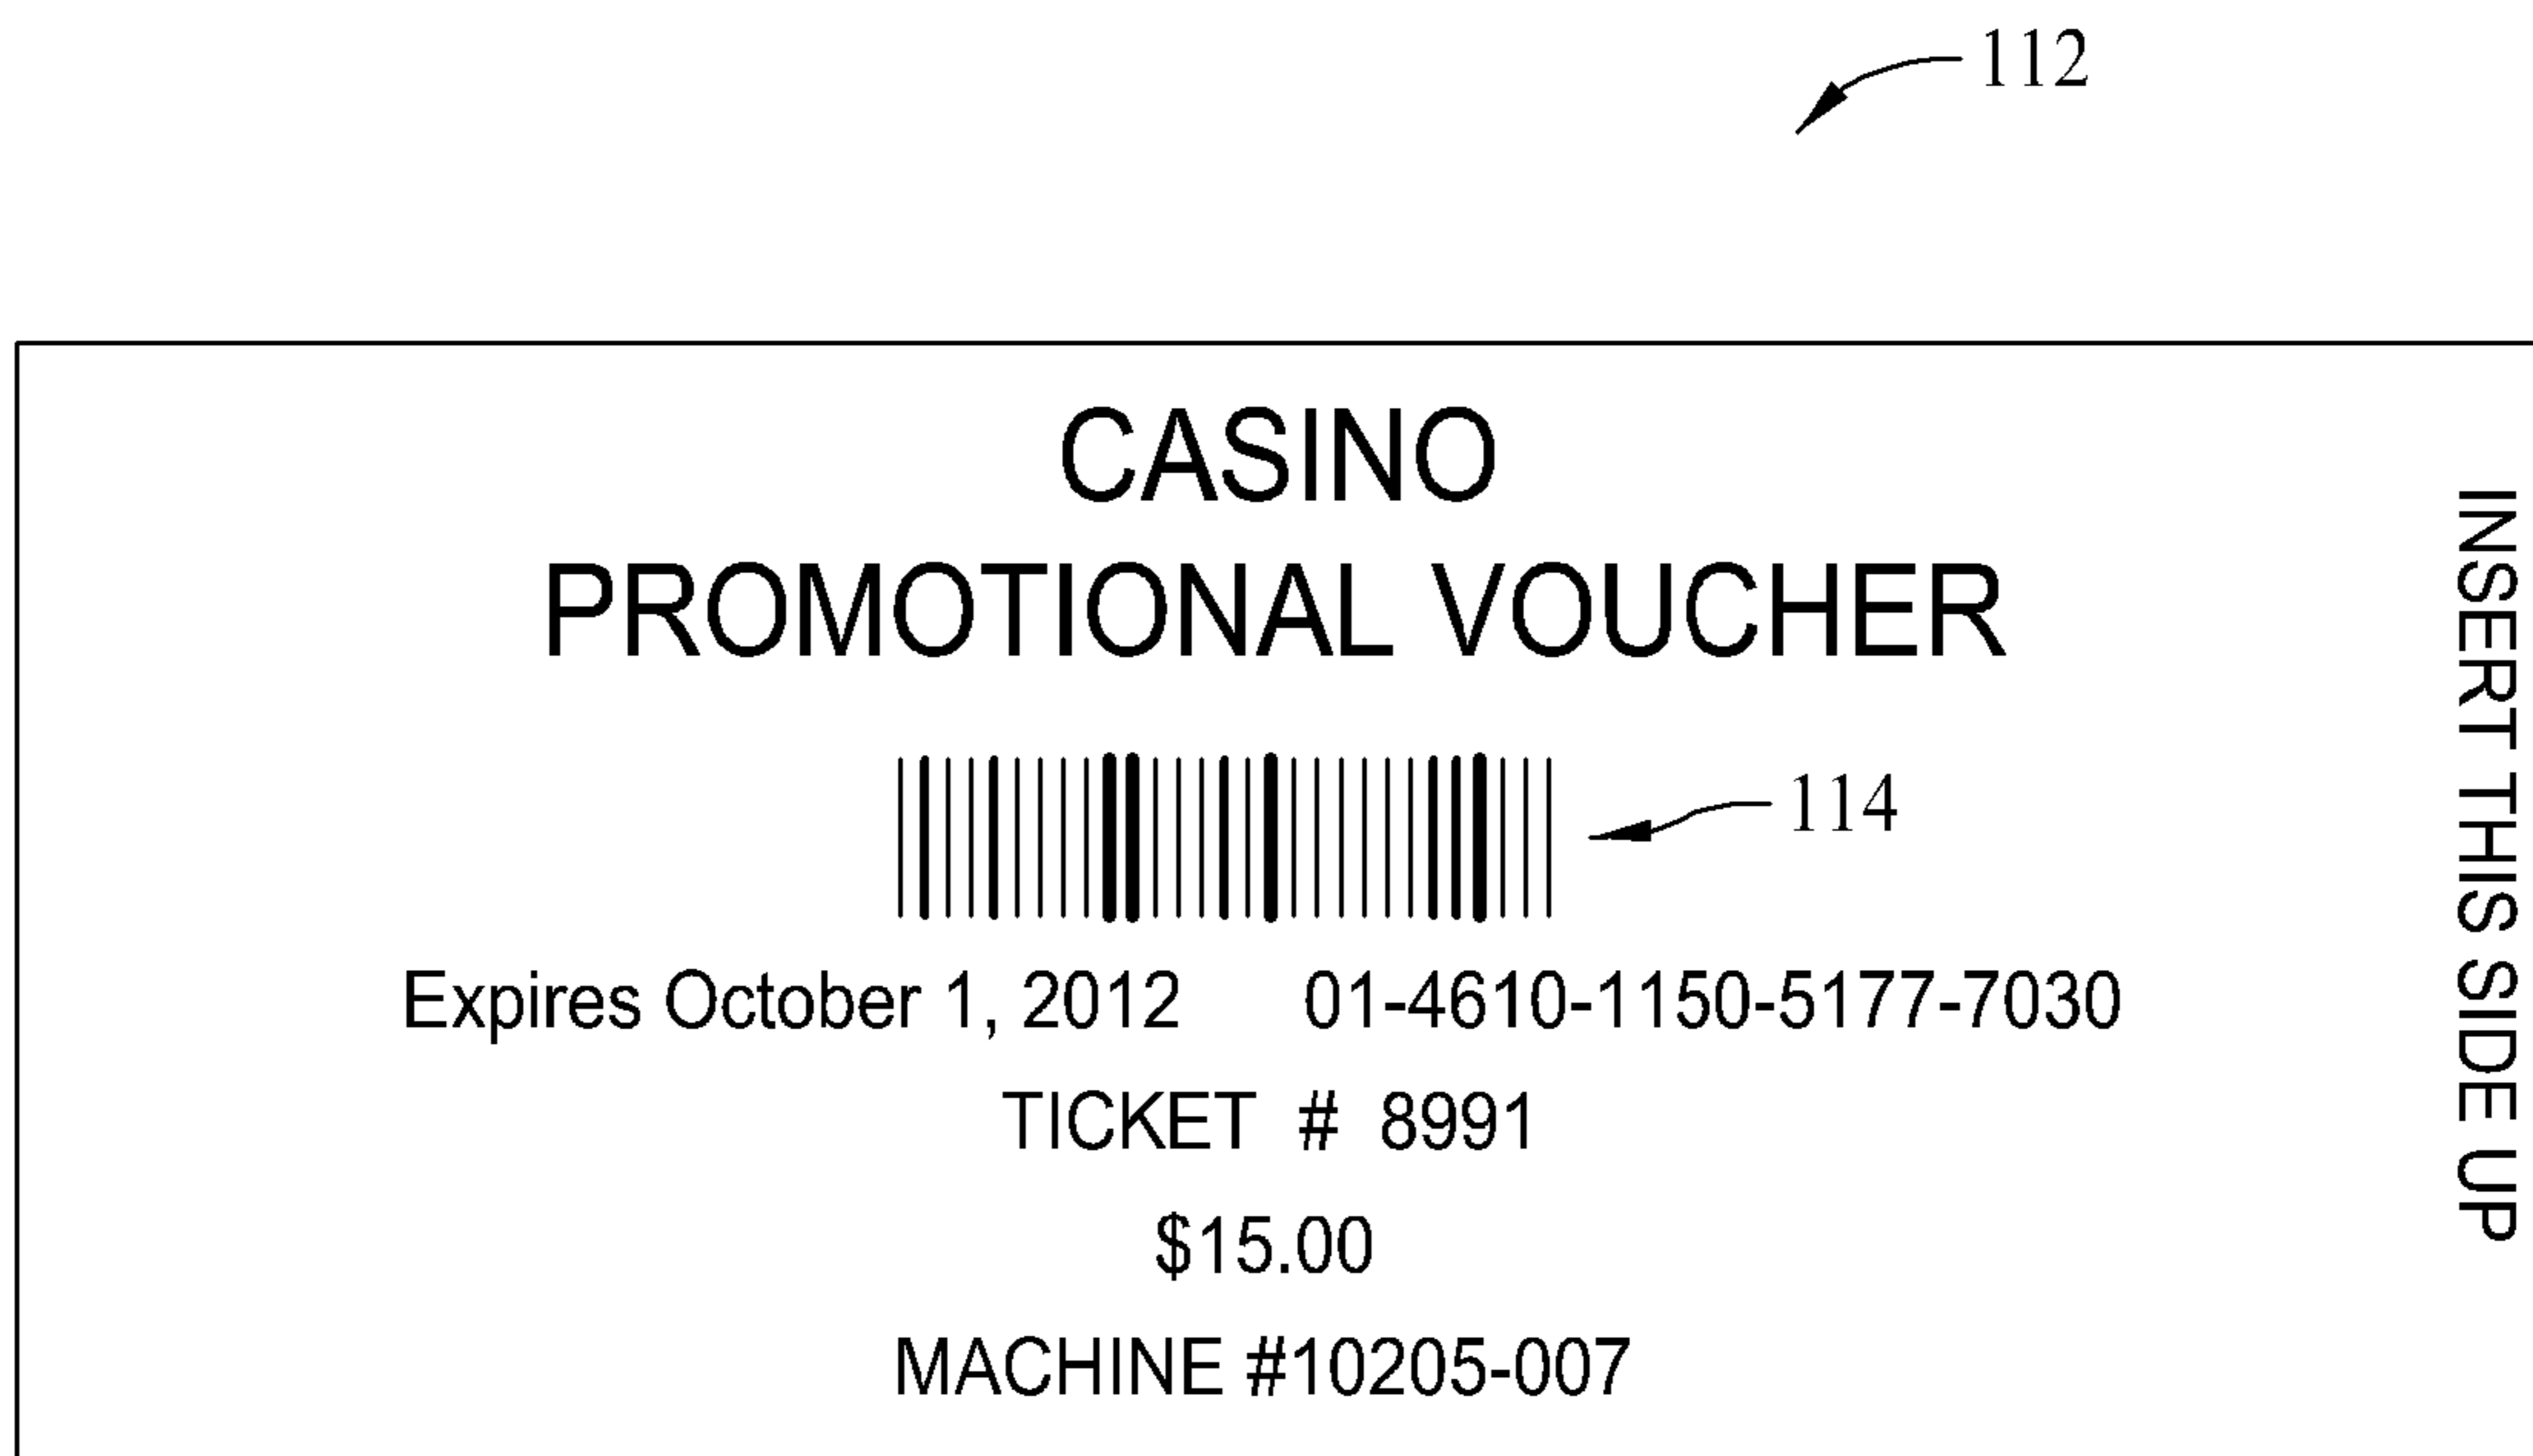 112
CASINO
PROMOTIONAL VOUCHER
114
Expires October 1, 2012 01-4610-1150-5177-7030
TICKET # 8991
$15.00
MACHINE #10205-007
INSERT THIS SIDE UP